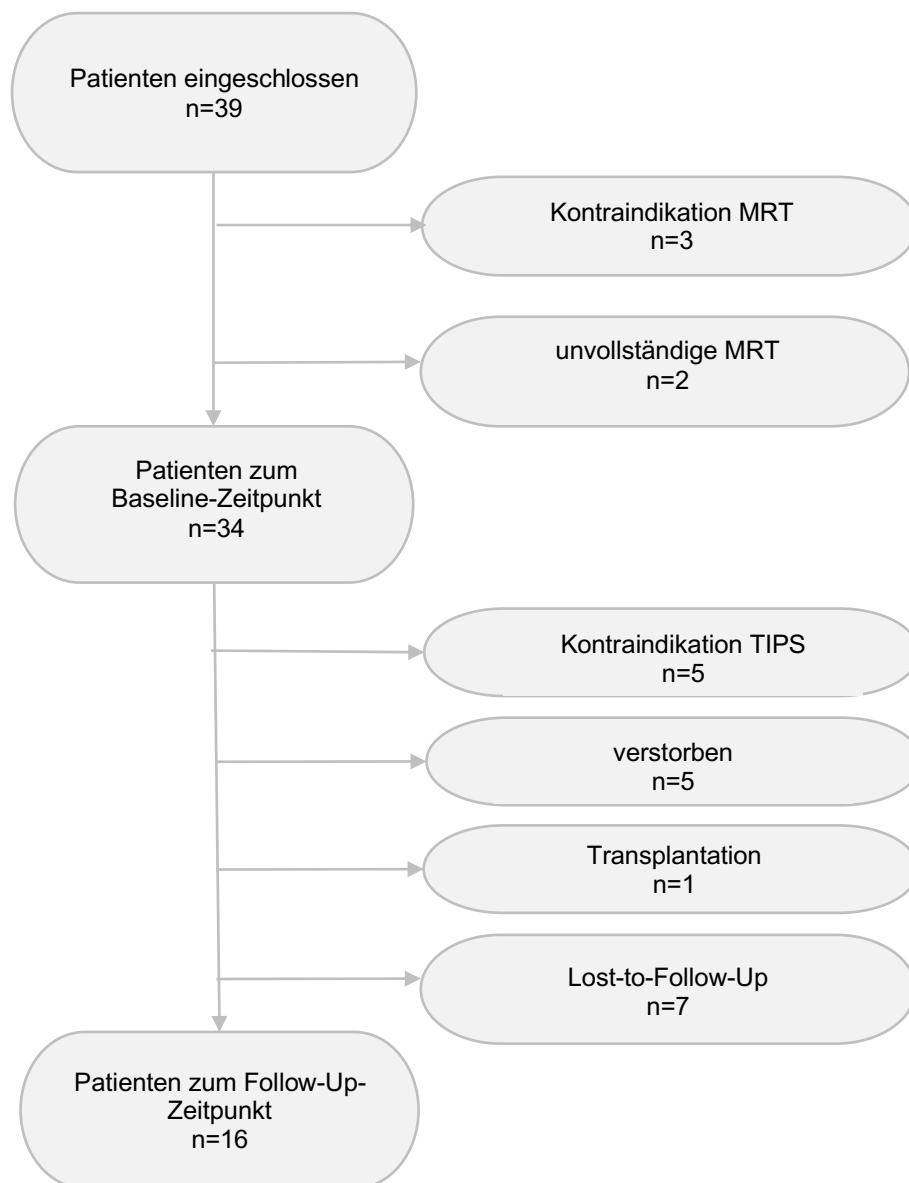 Patienten eingeschlossen
n=39
Kontraindikation MRT
n=3
unvollständige MRT
n=2
Patienten zum
Baseline-Zeitpunkt
n=34
Kontraindikation TIPS
n=5
verstorben
n=5
Transplantation
n=1
Lost-to-Follow-Up
n=7
Patienten zum Follow-Up-
Zeitpunkt
n=16